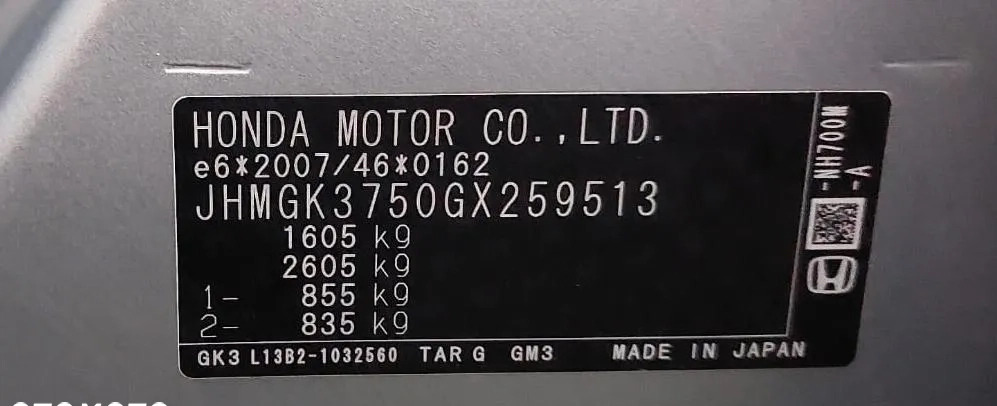 HONDA MOTOR CO.,LTD.
e6*2007/46*0162
JHMGK3750GX259513
1605 kg
2605 kg
1- 855 kg
2- 835 kg
GK3 L13B2-1032560 TAR G GM3 MADE IN JAPAN
-NH700M
-A